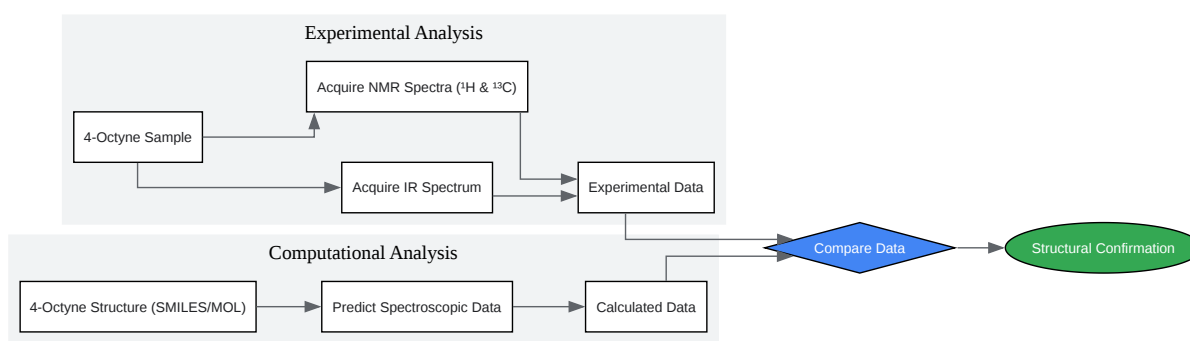 Experimental Analysis
Acquire NMR Spectra (¹H & ¹³C)
4-Octyne Sample
Acquire IR Spectrum
Experimental Data
Computational Analysis
4-Octyne Structure (SMILES/MOL)
Predict Spectroscopic Data
Calculated Data
Compare Data
Structural Confirmation